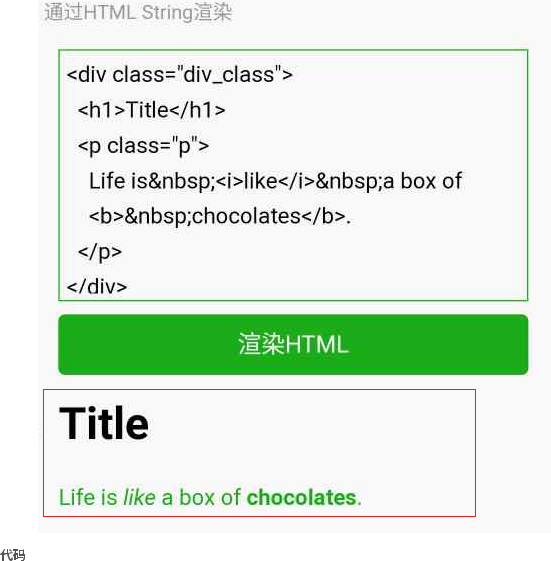 通过HTML String渲染
<div class="div_class">
<h1>Title</h1>
<p class="p">
Life is&nbsp;<i>like</i>&nbsp;a box of
<b>&nbsp;chocolates</b>.
</p>
</div>
渲染HTML
Title
Life is like a box of chocolates.
代码